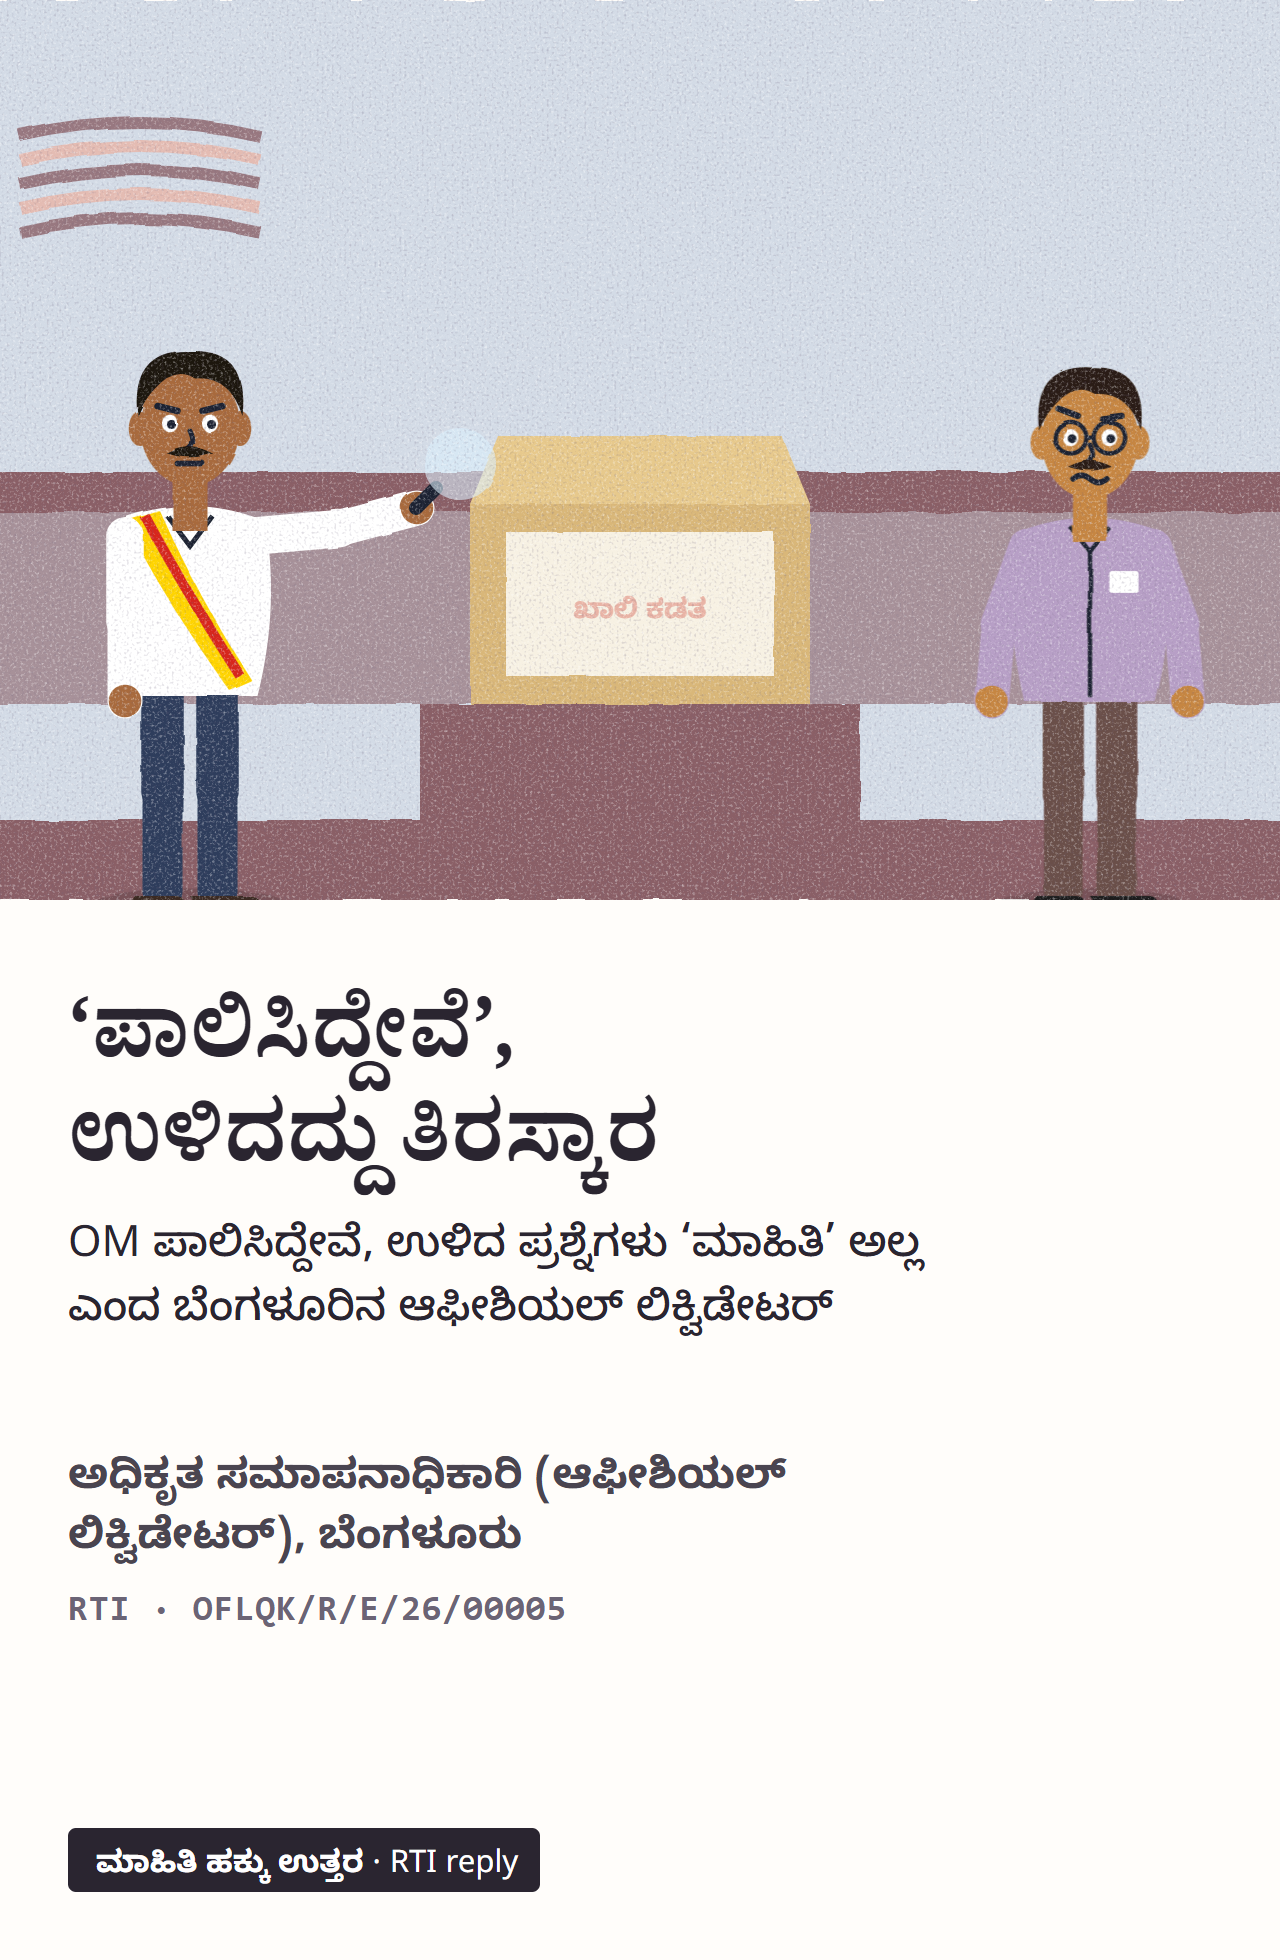 ಖಾಲಿ ಕಡತ
‘ಪಾಲಿಸಿದ್ದೇವೆ’,
ಉಳಿದದ್ದು ತಿರಸ್ಕಾರ
OM ಪಾಲಿಸಿದ್ದೇವೆ, ಉಳಿದ ಪ್ರಶ್ನೆಗಳು ‘ಮಾಹಿತಿ’ ಅಲ್ಲ
ಎಂದ ಬೆಂಗಳೂರಿನ ಆಫೀಶಿಯಲ್ ಲಿಕ್ವಿಡೇಟರ್
ಅಧಿಕೃತ ಸಮಾಪನಾಧಿಕಾರಿ (ಆಫೀಶಿಯಲ್
ಲಿಕ್ವಿಡೇಟರ್), ಬೆಂಗಳೂರು
RTI · OFLQK/R/E/26/00005
ಮಾಹಿತಿ ಹಕ್ಕು ಉತ್ತರ · RTI reply